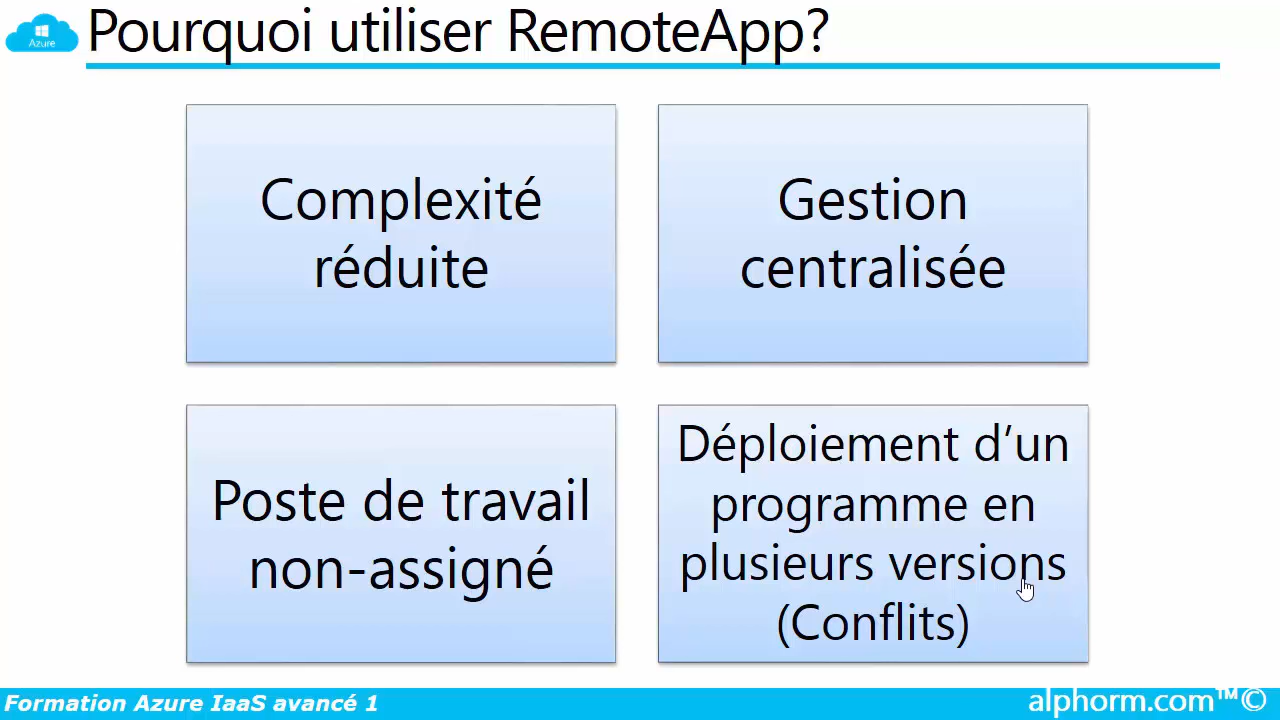 Azure
Pourquoi utiliser RemoteApp?
Complexité
réduite
Gestion
centralisée
Poste de travail
non-assigné
Déploiement d’un
programme en
plusieurs versions
(Conflits)
Formation Azure IaaS avancé 1
alphorm.com™©